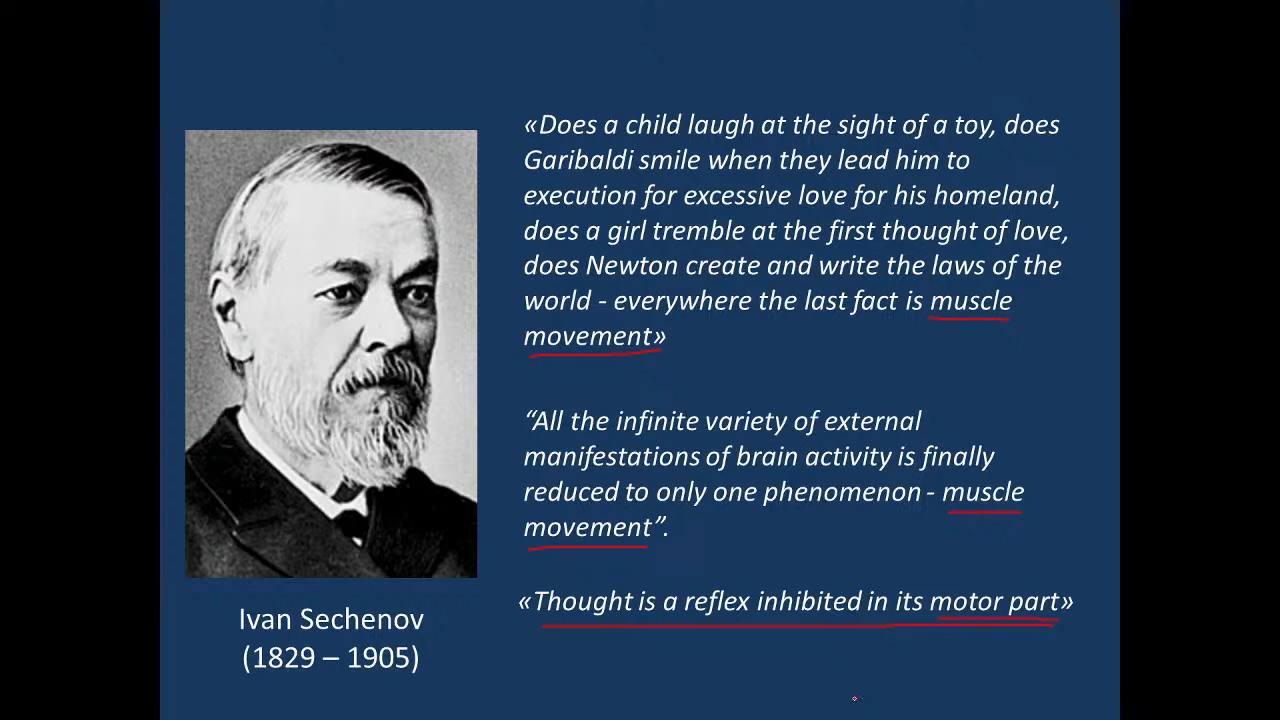 «Does a child laugh at the sight of a toy, does
Garibaldi smile when they lead him to
execution for excessive love for his homeland,
does a girl tremble at the first thought of love,
does Newton create and write the laws of the
world - everywhere the last fact is muscle
movement»
“All the infinite variety of external
manifestations of brain activity is finally
reduced to only one phenomenon - muscle
movement”.
«Thought is a reflex inhibited in its motor part»
Ivan Sechenov
(1829 – 1905)